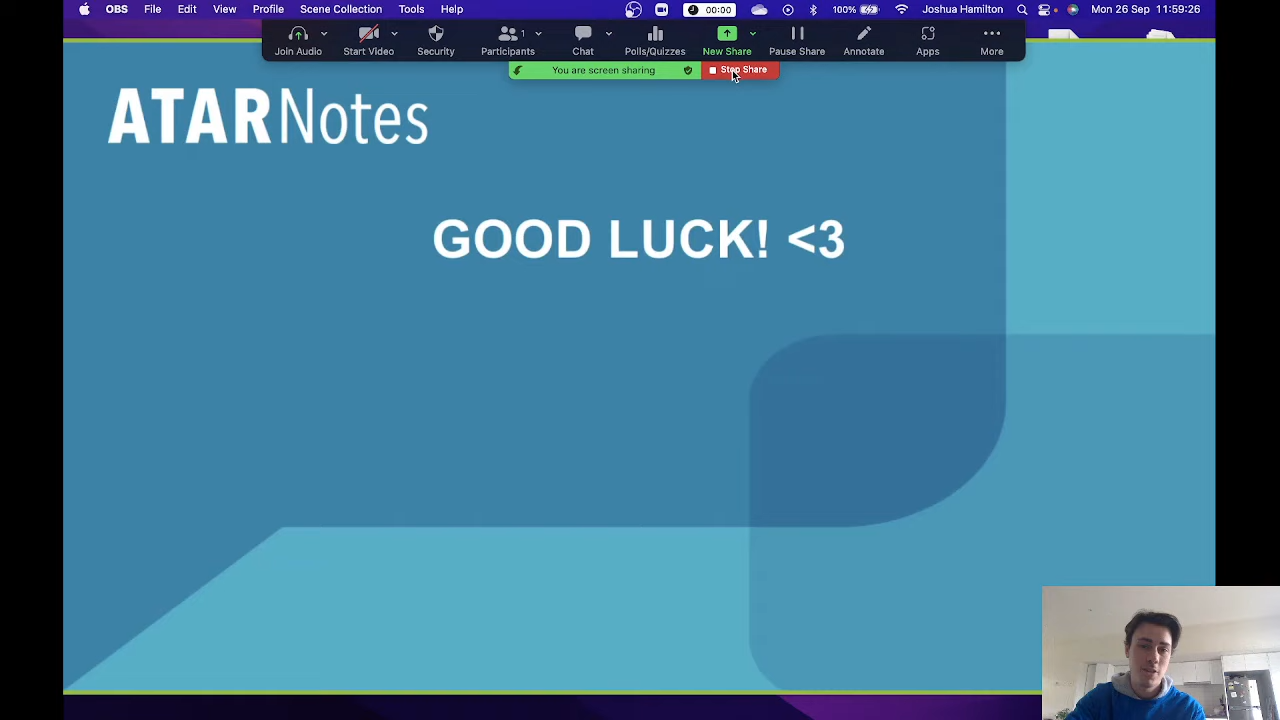 OBS File Edit View Profile Scene Collection Tools Help 00:00 100% Joshua Hamilton Mon 26 Sep 11:59:26
1
Join Audio Start Video Security Participants Chat Polls/Quizzes New Share Pause Share Annotate Apps More
You are screen sharing Stop Share
ATARNotes
GOOD LUCK! <3